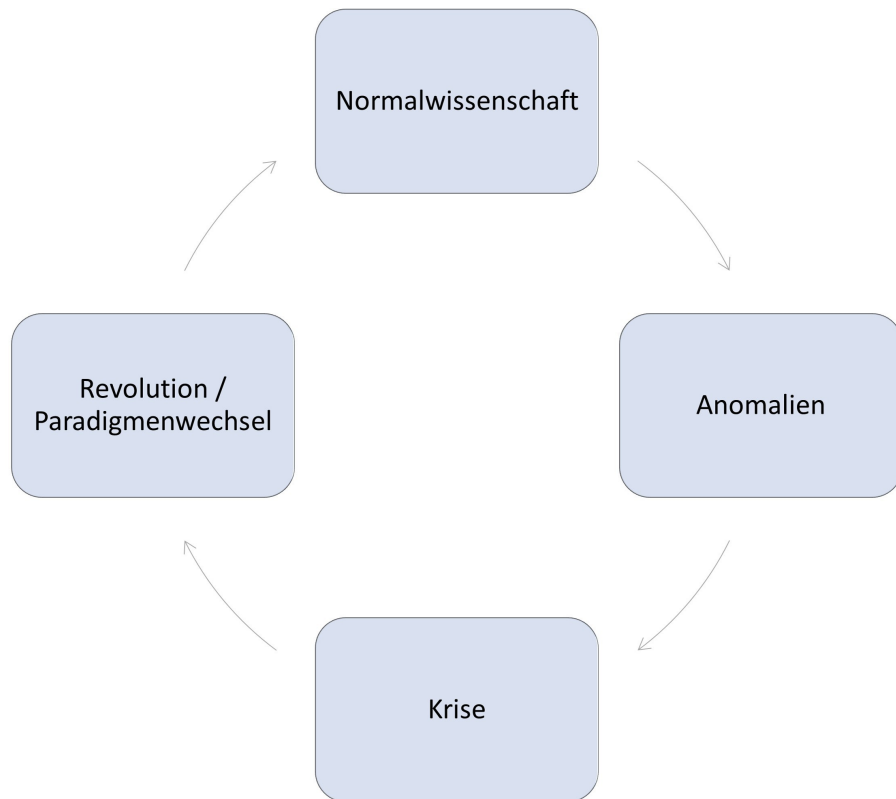 Normalwissenschaft
Revolution /
Paradigmenwechsel
Anomalien
Krise